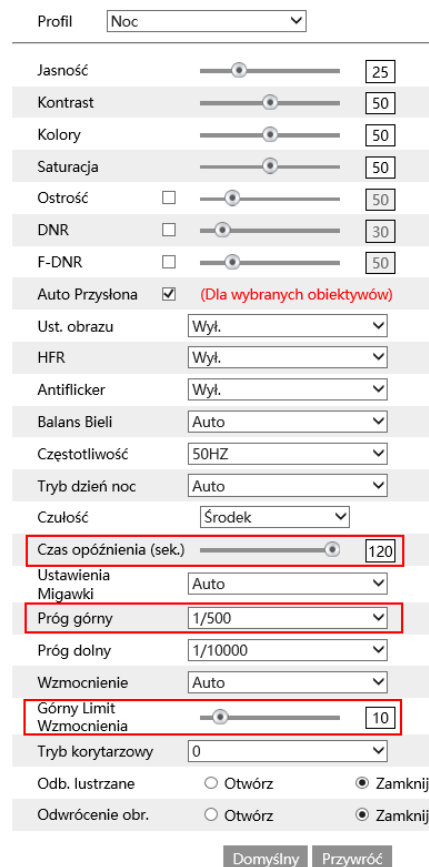 Profil Noc
Jasność 25
Kontrast 50
Kolory 50
Saturacja 50
Ostrość 50
DNR 30
F-DNR 50
Auto Przysłona (Dla wybranych obiektywów)
Ust. obrazu Wył.
HFR Wył.
Antiflicker Wył.
Balans Bieli Auto
Częstotliwość 50HZ
Tryb dzień noc Auto
Czułość Środek
Czas opóźnienia (sek.) 120
Ustawienia
Migawki Auto
Próg górny 1/500
Próg dolny 1/10000
Wzmocnienie Auto
Górny Limit
Wzmocnienia 10
Tryb korytarzowy 0
Odb. lustrzane Otwórz Zamknij
Odwrócenie obr. Otwórz Zamknij
Domyślny Przywróć